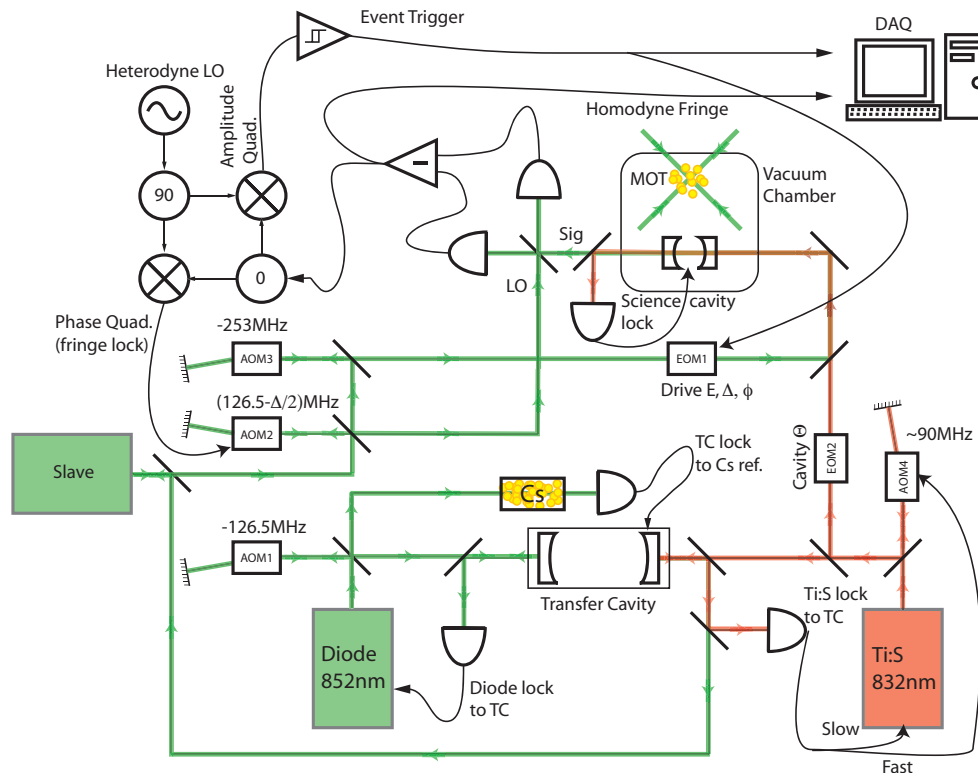 Event Trigger
DAQ
Heterodyne LO
Amplitude
Quad.
Homodyne Fringe
MOT
Vacuum
Chamber
90
0
Sig
LO
Science cavity
lock
Phase Quad.
(fringe lock)
-253MHz
AOM3
EOM1
Drive E, Δ, ϕ
(126.5-Δ/2)MHz
AOM2
Slave
TC lock
to Cs ref.
Cavity Θ
EOM2
~90MHz
AOM4
Cs
-126.5MHz
AOM1
Transfer Cavity
Ti:S lock
to TC
Diode
852nm
Ti:S
832nm
Diode lock
to TC
Slow
Fast